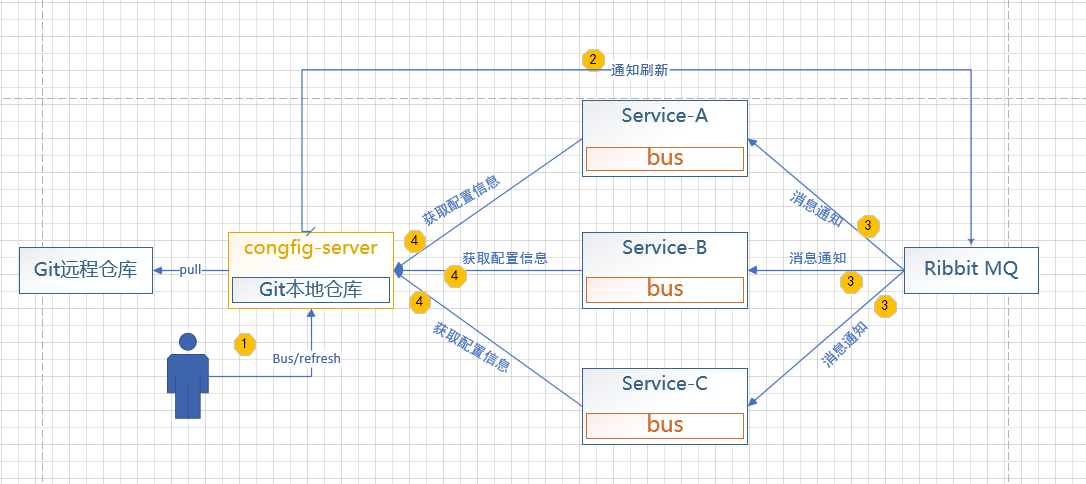 2
通知刷新
Service-A
bus
获取配置信息
消息通知
3
4
congfig-server
Git本地仓库
Git远程仓库
pull
获取配置信息
4
Service-B
bus
消息通知
3
Ribbit MQ
4
获取配置信息
3
消息通知
1
Bus/refresh
Service-C
bus